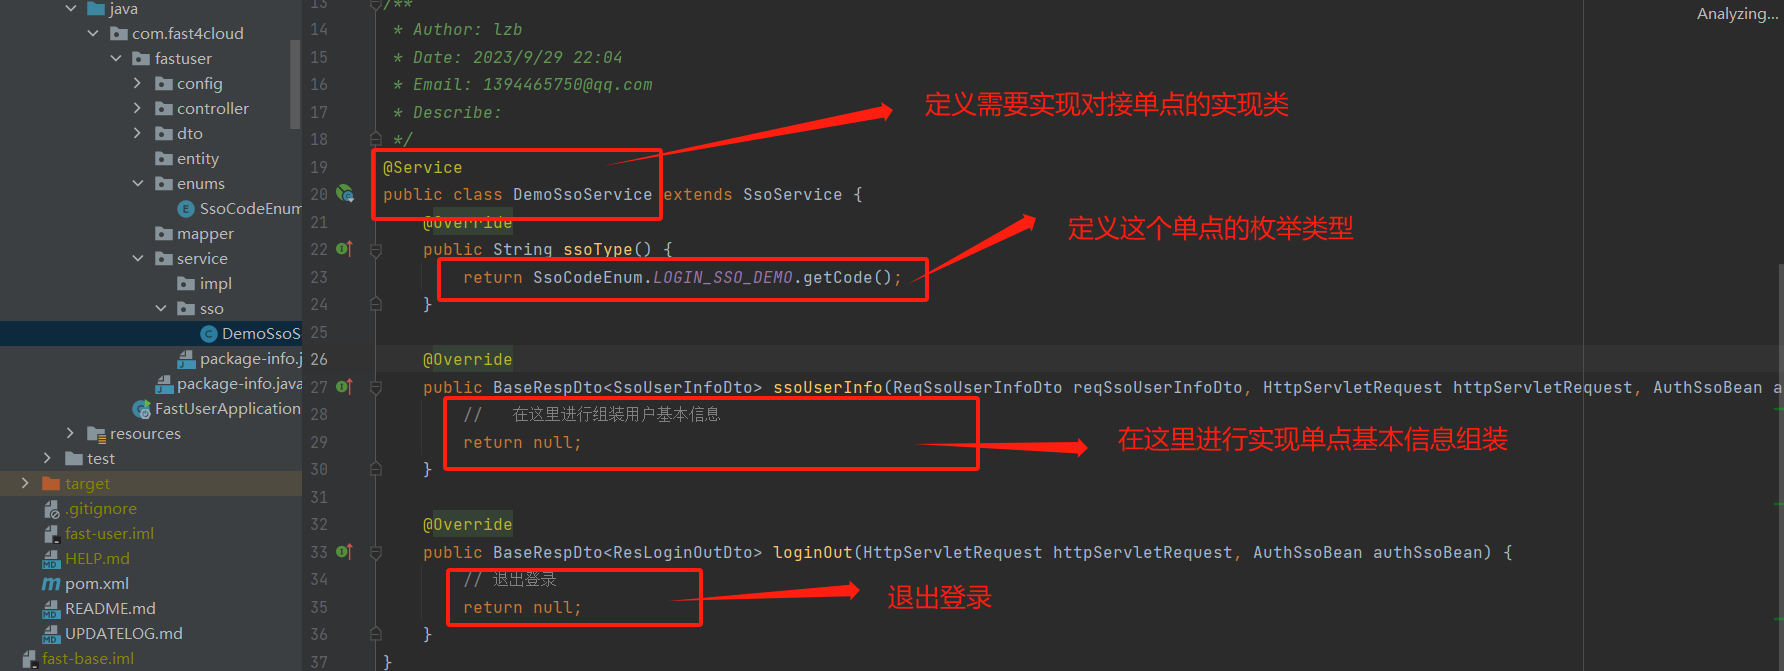 java
com.fast4cloud
fastuser
config
controller
dto
entity
enums
SsoCodeEnum
mapper
service
impl
sso
DemoSsoS
package-info.j
package-info.java
FastUserApplication
resources
test
target
.gitignore
fast-user.iml
HELP.md
pom.xml
README.md
UPDATELOG.md
fast-base.iml
Analyzing...
13 /**
14 * Author: lzb
15 * Date: 2023/9/29 22:04
16 * Email: 1394465750@qq.com
17 * Describe:
18 */
19 @Service
20 public class DemoSsoService extends SsoService {
21 @Override
22 public String ssoType() {
23 return SsoCodeEnum.LOGIN_SSO_DEMO.getCode();
24 }
25
26 @Override
27 public BaseRespDto<SsoUserInfoDto> ssoUserInfo(ReqSsoUserInfoDto reqSsoUserInfoDto, HttpServletRequest httpServletRequest, AuthSsoBean a
28 // 在这里进行组装用户基本信息
29 return null;
30 }
31
32 @Override
33 public BaseRespDto<ResLoginOutDto> loginOut(HttpServletRequest httpServletRequest, AuthSsoBean authSsoBean) {
34 // 退出登录
35 return null;
36 }
37 }
定义需要实现对接单点的实现类
定义这个单点的枚举类型
在这里进行实现单点基本信息组装
退出登录